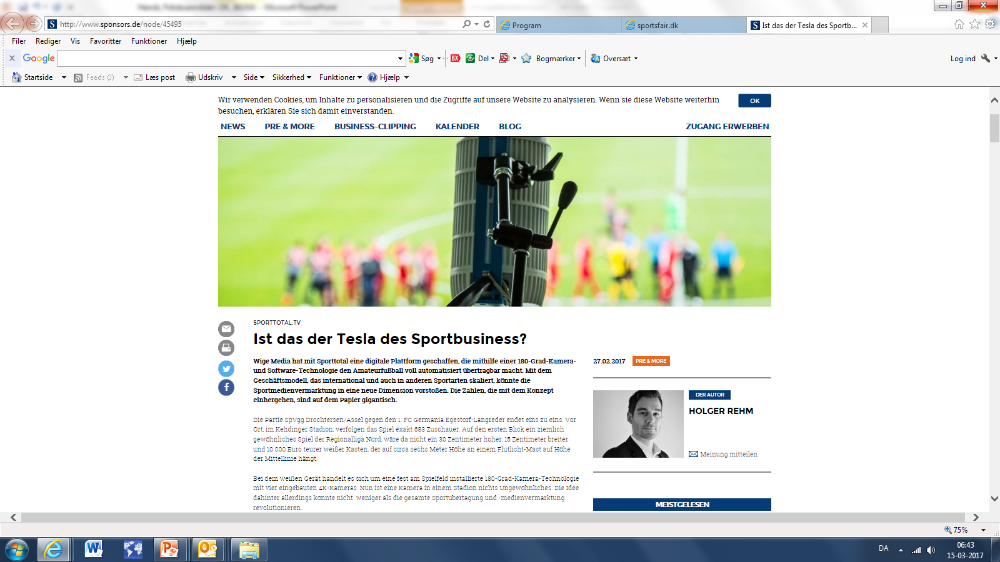 Microsoft PowerPoint
http://www.sponsors.de/node/45495
Program
sportsfair.dk
Ist das der Tesla des Sportb...
Filer Rediger Vis Favoritter Funktioner Hjælp
x Google Søg BX Del Bogmærker Oversæt Log ind
Startside Feeds (J) Læs post Udskriv Side Sikkerhed Funktioner Hjælp
Wir verwenden Cookies, um Inhalte zu personalisieren und die Zugriffe auf unsere Website zu analysieren. Wenn sie diese Website weiterhin
besuchen, erklären Sie sich damit einverstanden.
OK
NEWS PRE & MORE BUSINESS-CLIPPING KALENDER BLOG ZUGANG ERWERBEN
SPORTTOTAL.TV
Ist das der Tesla des Sportbusiness?
Wige Media hat mit Sporttotal eine digitale Plattform geschaffen, die mithilfe einer 180-Grad-Kamera-
und Software-Technologie den Amateurfußball voll automatisiert übertragbar macht. Mit dem
Geschäftsmodell, das international und auch in anderen Sportarten skaliert, könnte die
Sportmedienvermarktung in eine neue Dimension vorstoßen. Die Zahlen, die mit dem Konzept
einhergehen, sind auf dem Papier gigantisch.
Die Partie SpVgg Drochtersen/Assel gegen den 1. FC Germania Egestorf-Langreder endet eins zu eins. Vor
Ort, im Kehdinger Stadion, verfolgen das Spiel exakt 683 Zuschauer. Auf den ersten Blick ein ziemlich
gewöhnliches Spiel der Regionalliga Nord, wäre da nicht ein 30 Zentimeter hoher, 15 Zentimeter breiter
und 10 000 Euro teurer weißer Kasten, der auf circa sechs Meter Höhe an einem Flutlicht-Mast auf Höhe
der Mittellinie hängt.
Bei dem weißen Gerät handelt es sich um eine fest am Spielfeld installierte 180-Grad-Kamera-Technologie
mit vier eingebauten 4K-Kameras. Nun ist eine Kamera in einem Stadion nichts Ungewöhnliches. Die Idee
dahinter allerdings könnte nicht weniger als die gesamte Sportübertagung und -medienvermarktung
revolutionieren.
27.02.2017 PRE & MORE
DER AUTOR
HOLGER REHM
Meinung mitteilen
MEISTGELESEN
75%
DA
06:43
15-03-2017